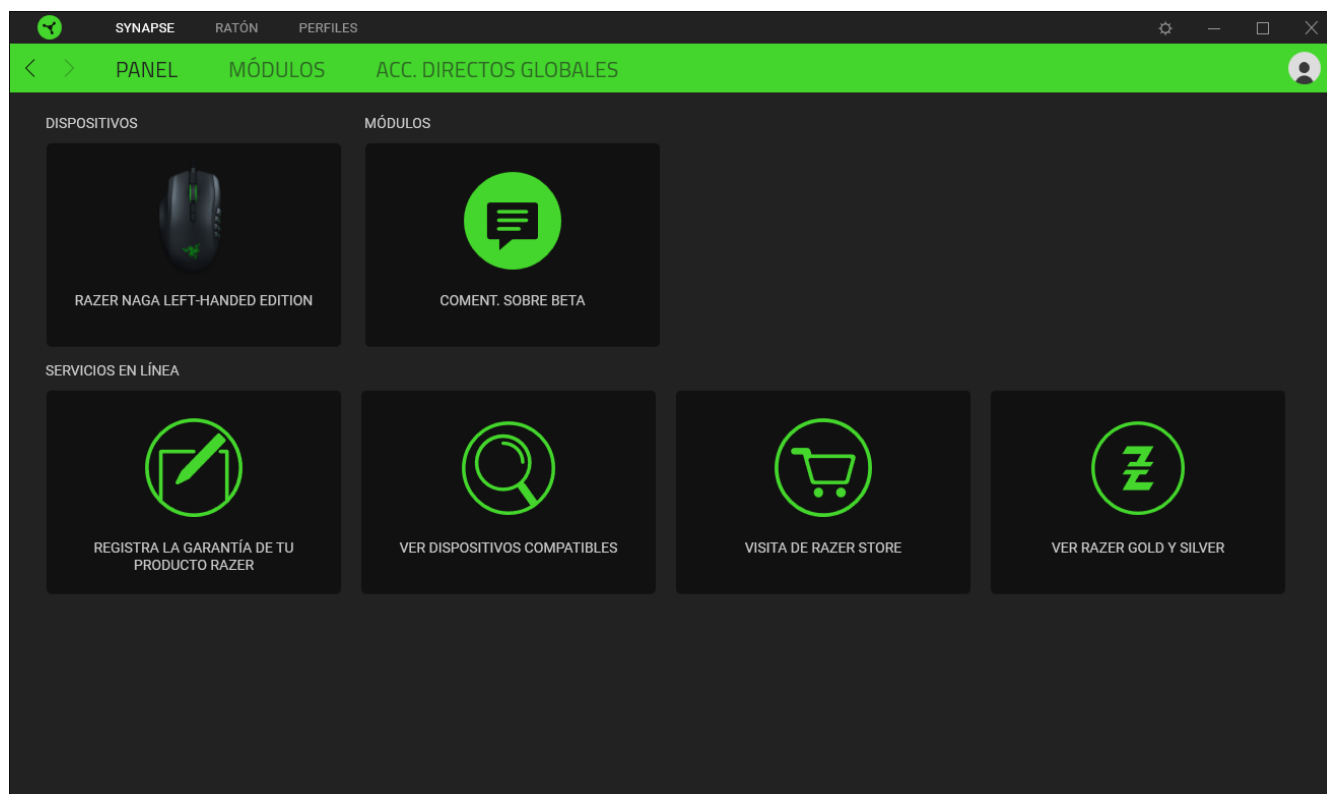 SYNAPSE RATÓN PERFILES
PANEL MÓDULOS ACC. DIRECTOS GLOBALES
DISPOSITIVOS MÓDULOS
RAZER NAGA LEFT-HANDED EDITION COMENT. SOBRE BETA
SERVICIOS EN LÍNEA
REGISTRA LA GARANTÍA DE TU
PRODUCTO RAZER
VER DISPOSITIVOS COMPATIBLES
VISITA DE RAZER STORE
VER RAZER GOLD Y SILVER